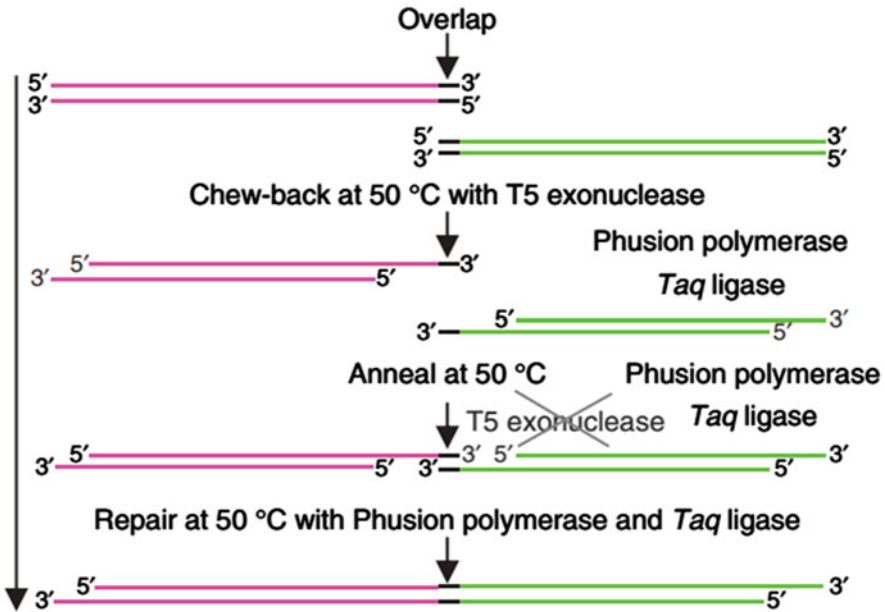 Overlap
5′ 3′
3′ 5′
5′ 3′
3′ 5′
Chew-back at 50 °C with T5 exonuclease
Phusion polymerase
5′ 3′
3′ 5′
Taq ligase
5′ 3′
3′ 5′
Anneal at 50 °C Phusion polymerase
T5 exonuclease Taq ligase
5′ 3′ 5′ 3′
3′ 5′ 3′ 5′
Repair at 50 °C with Phusion polymerase and Taq ligase
5′ 3′
3′ 5′